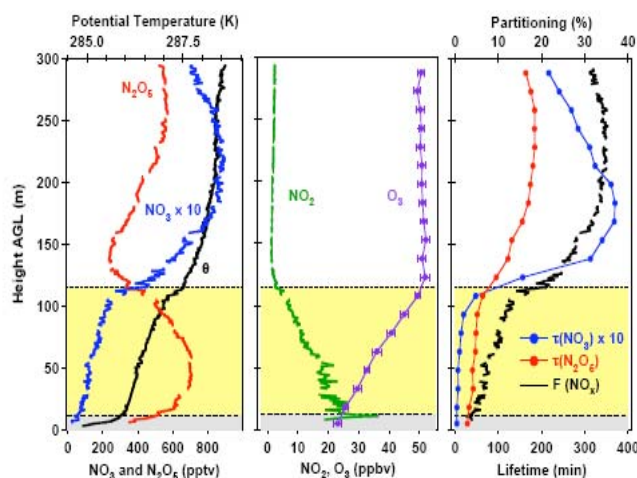 Potential Temperature (K)
285.0 287.5
Partitioning (%)
0 10 20 30 40
300
250
200
150
100
50
0
Height AGL (m)
N₂O₅
NO₃ x 10
θ
NO₂
O₃
τ(NO₃) x 10
τ(N₂O₅)
F (NOₓ)
0 200 400 600 800
0 10 20 30 40 50
0 100 200 300 400
NO₃ and N₂O₅ (pptv)
NO₂, O₃ (ppbv)
Lifetime (min)